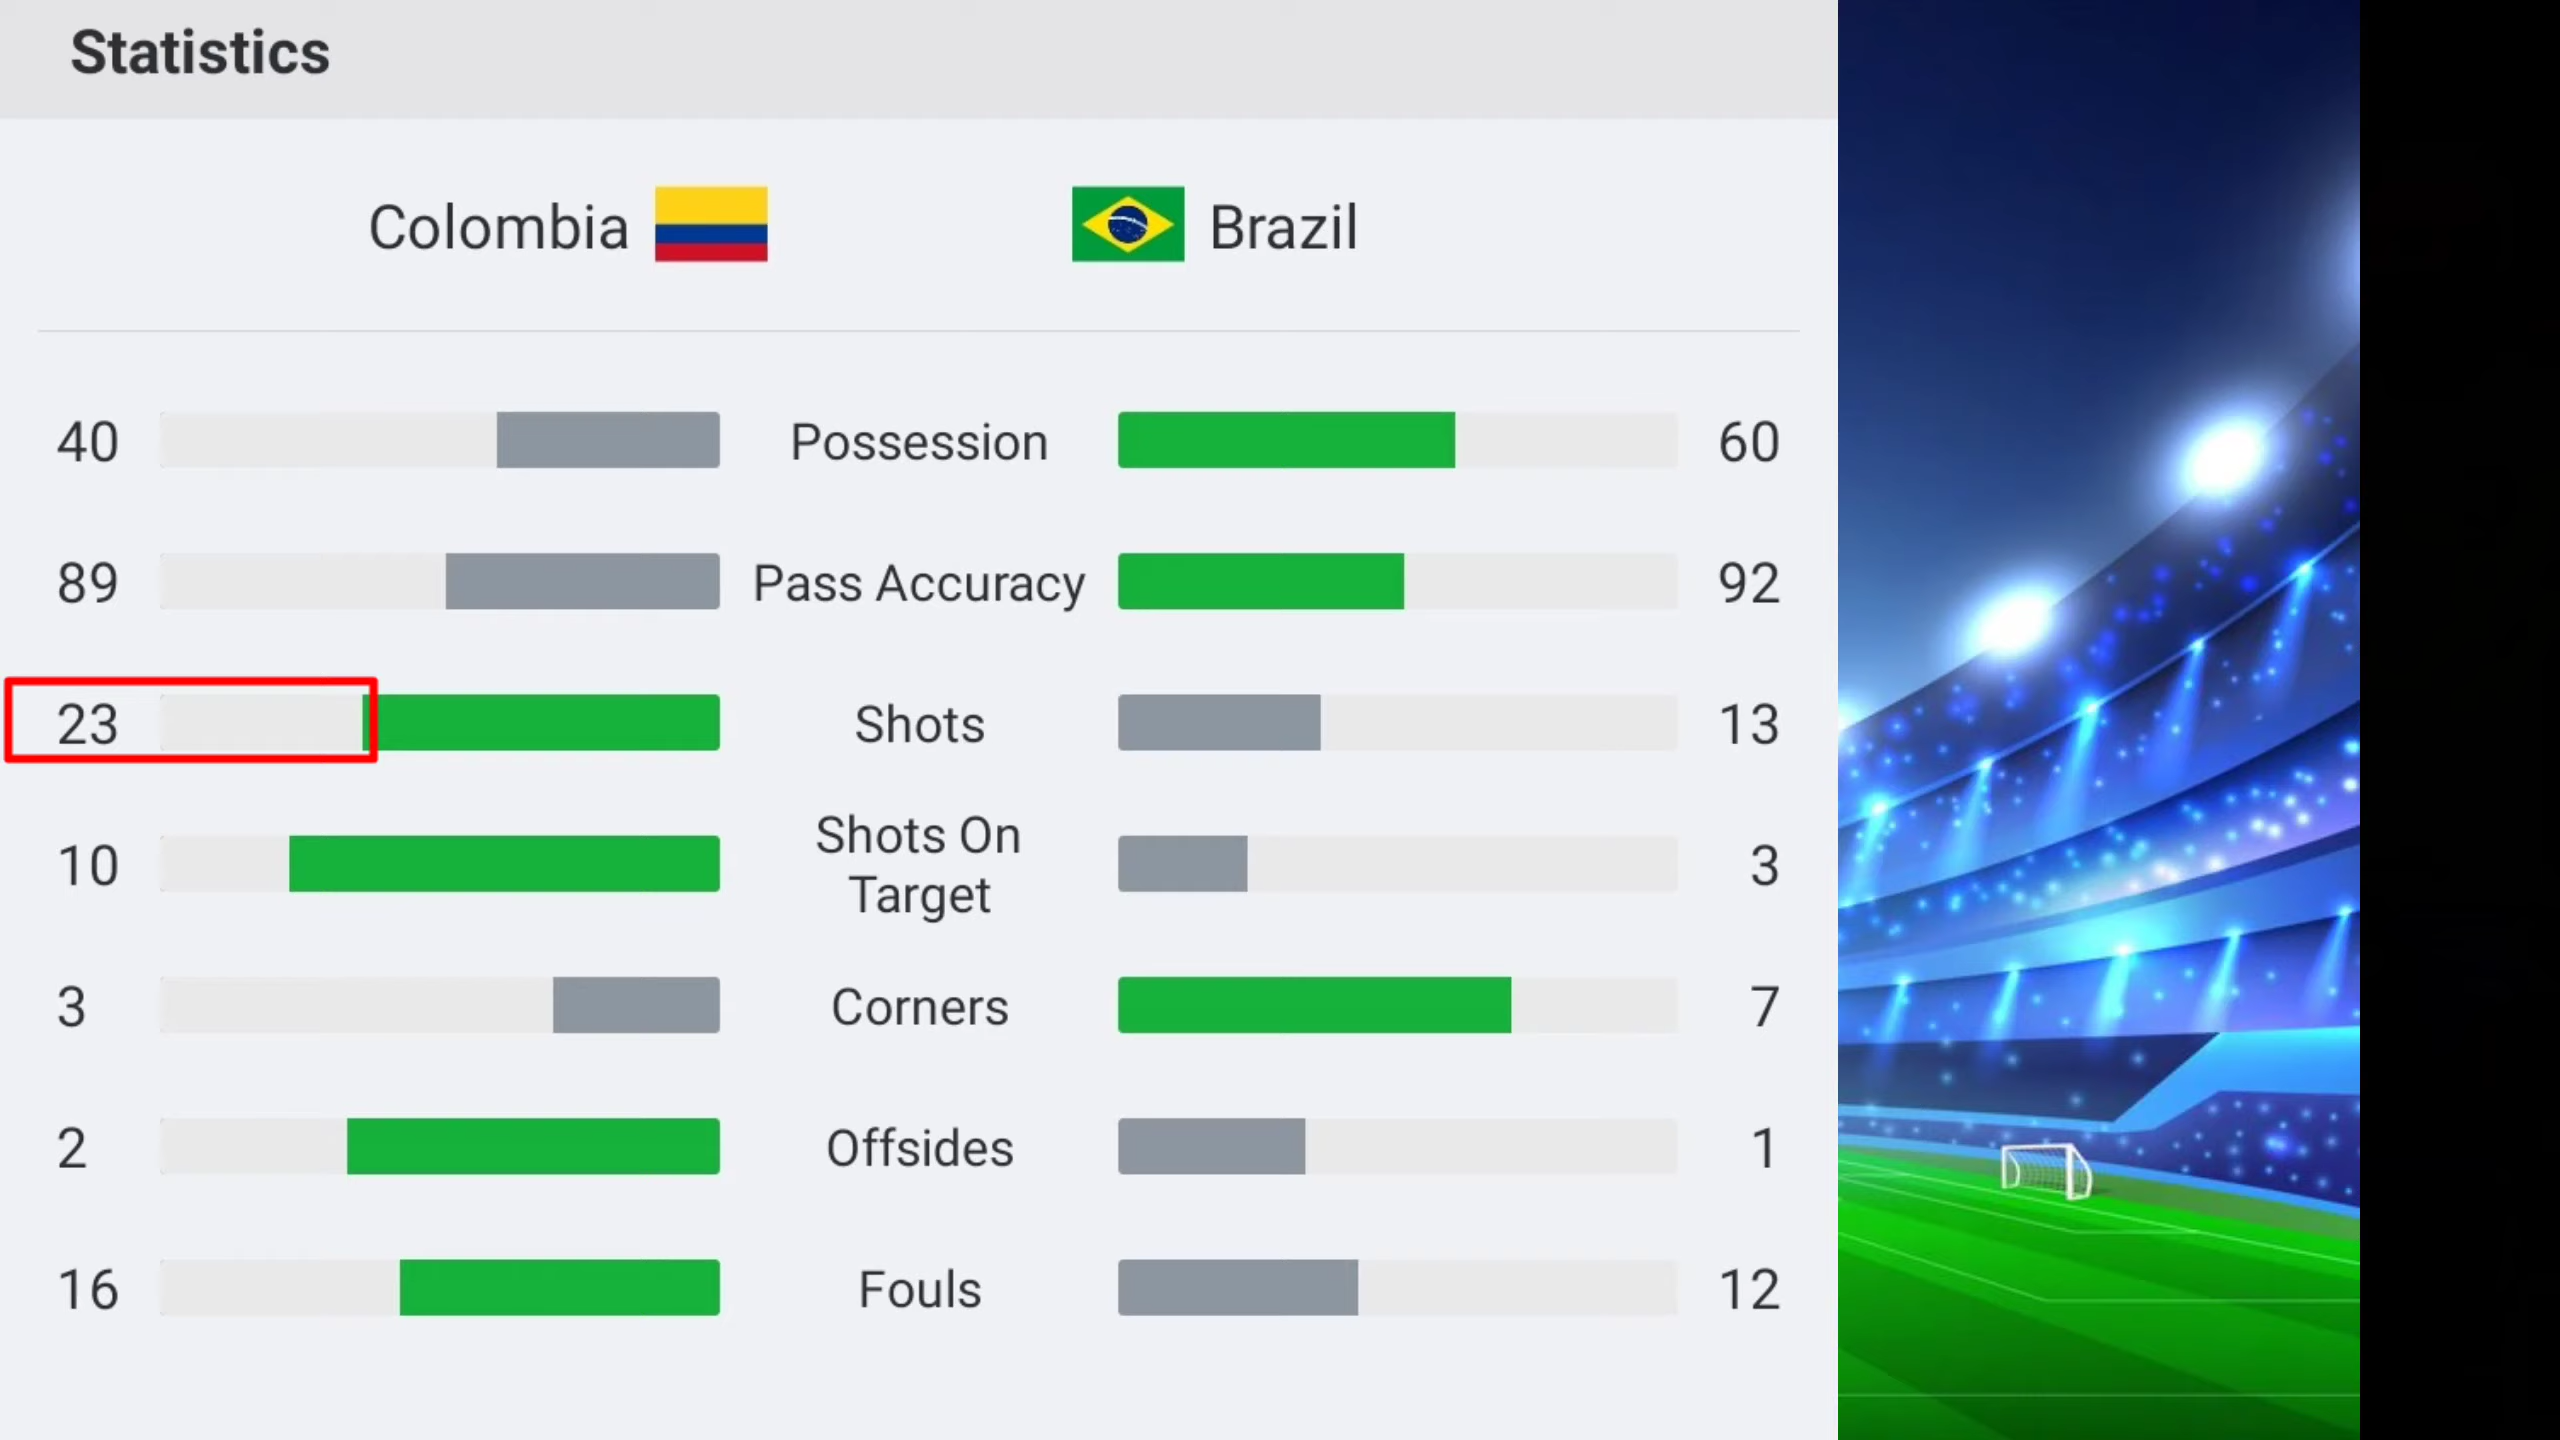 Statistics
Colombia Brazil
40 Possession 60
89 Pass Accuracy 92
23 Shots 13
10 Shots On Target 3
3 Corners 7
2 Offsides 1
16 Fouls 12